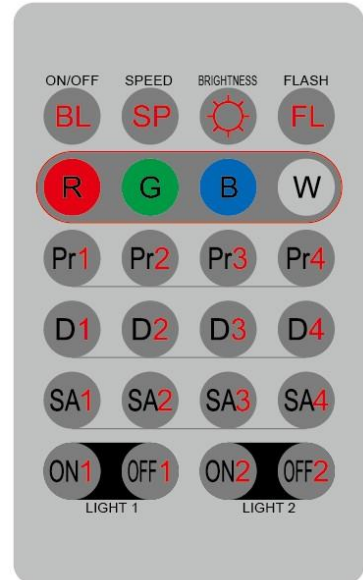 ON/OFF SPEED BRIGHTNESS FLASH
BL SP FL
R G B W
Pr1 Pr2 Pr3 Pr4
D1 D2 D3 D4
SA1 SA2 SA3 SA4
ON1 OFF1 ON2 OFF2
LIGHT 1 LIGHT 2